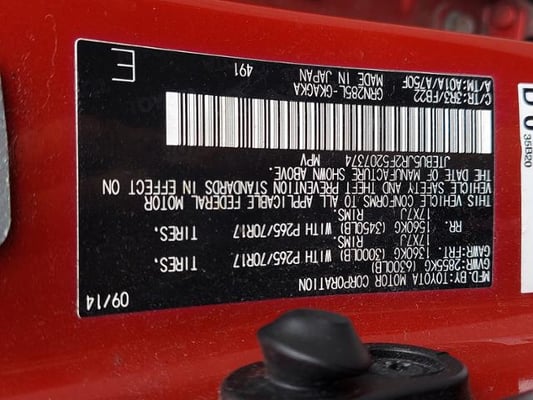 MFD.BY:TOYOTA MOTOR CORPORATION 09/14
GVWR:2855KG (6300LB)
GAWR:FRT. 1360KG (3000LB) WITH P265/70R17 TIRES.
17X7J RIMS.
RR. 1560KG (3450LB) WITH P265/70R17 TIRES.
17X7J RIMS.
THIS VEHICLE CONFORMS TO ALL APPLICABLE FEDERAL MOTOR
VEHICLE SAFETY AND THEFT PREVENTION STANDARDS IN EFFECT ON
THE DATE OF MANUFACTURE SHOWN ABOVE.
JTEBU5JR2F5207374 MPV
C/TR:3R3/FB22 GRN285L-GKAGKA 491
A/TM:A01A/A750F MADE IN JAPAN E
35B20